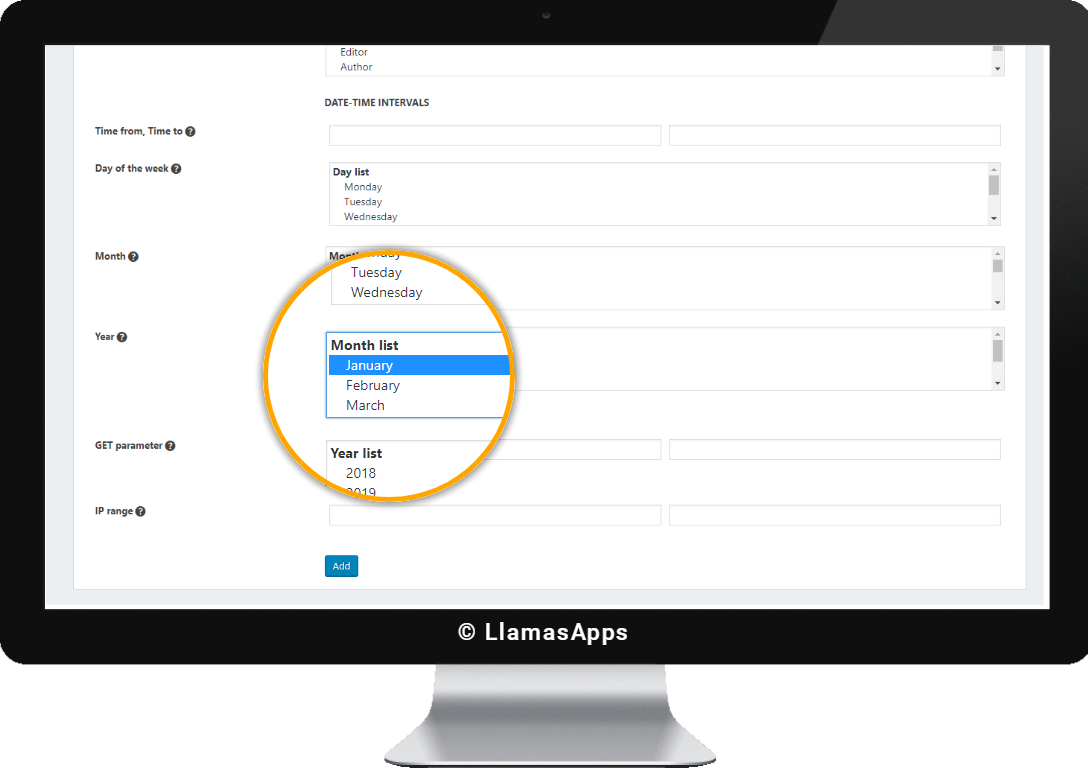 Editor
Author
DATE-TIME INTERVALS
Time from, Time to
Day of the week
Day list
Monday
Tuesday
Wednesday
Month
Tuesday
Wednesday
Year
Month list
January
February
March
GET parameter
Year list
2018
2019
IP range
Add
© LlamasApps